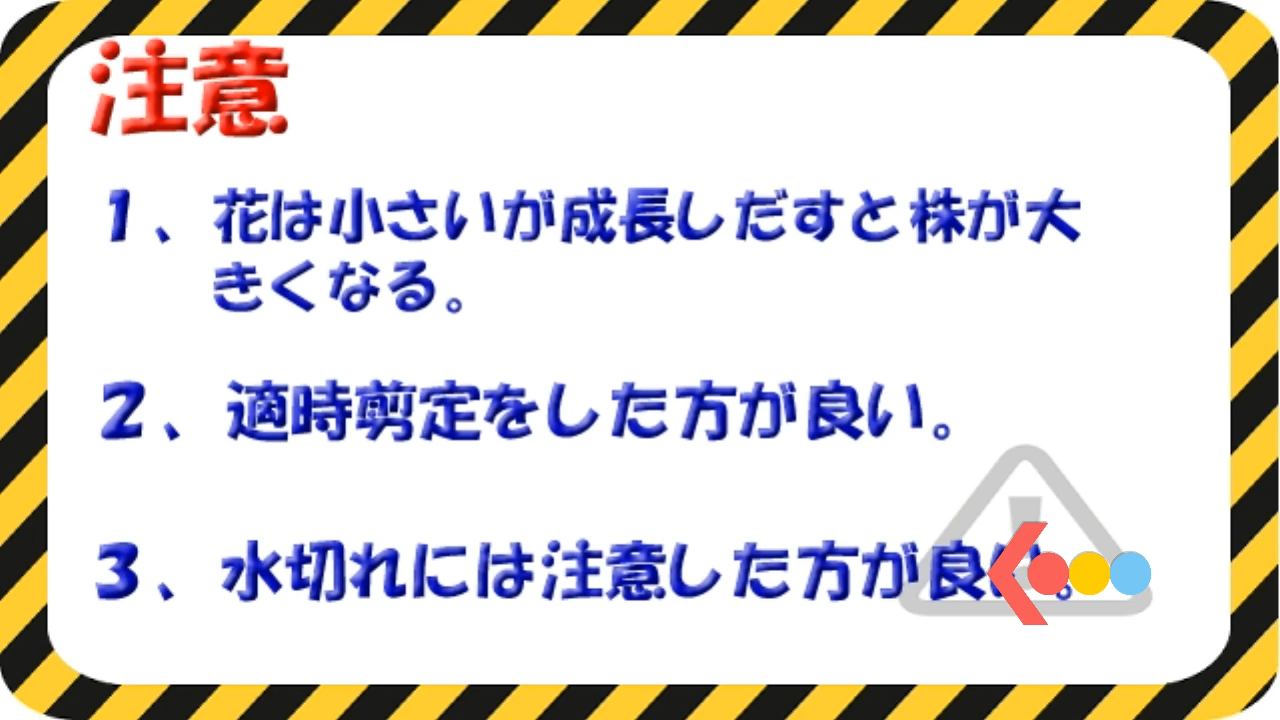 注意
1、花は小さいが成長しだすと株が大
きくなる。
2、適時剪定をした方が良い。
3、水切れには注意した方が良い。